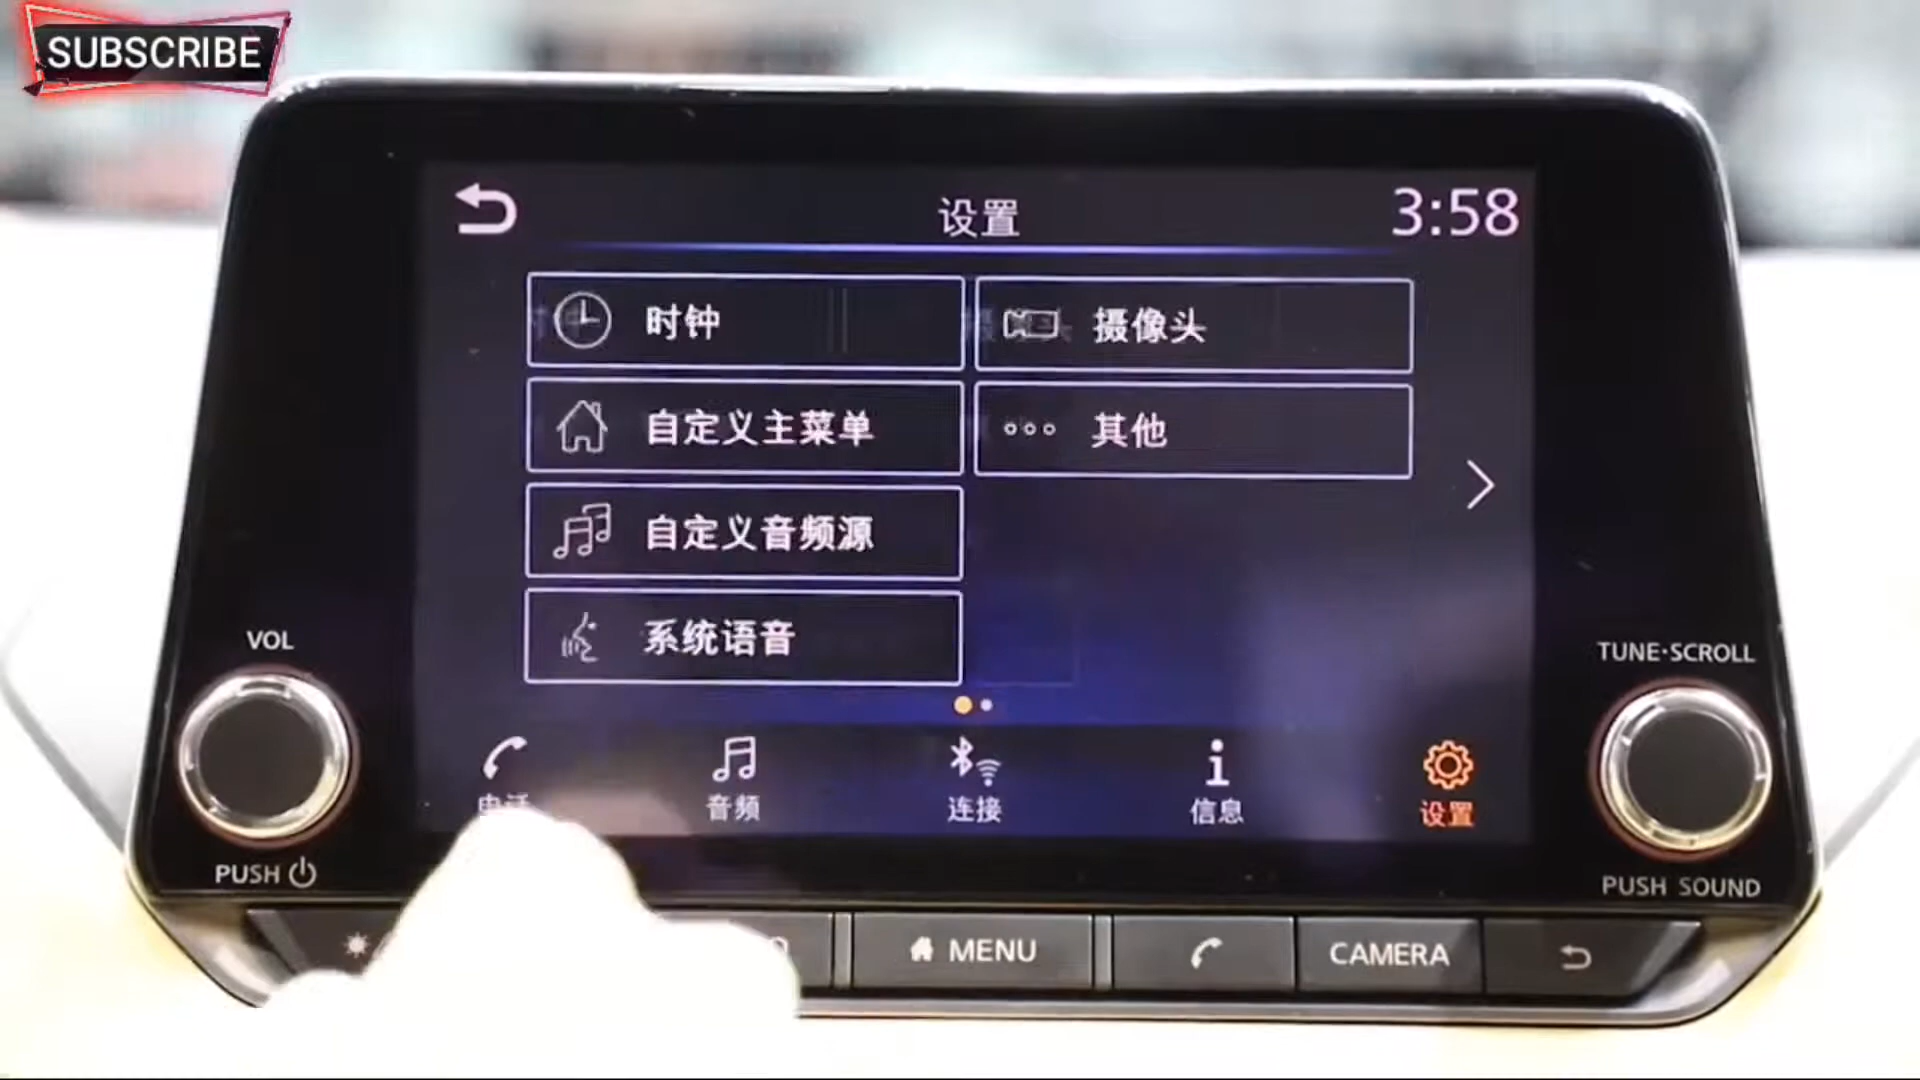 SUBSCRIBE
设置
3:58
时钟
摄像头
自定义主菜单
其他
自定义音频源
系统语音
VOL
TUNE·SCROLL
音频
连接
信息
设置
PUSH
PUSH SOUND
MENU
CAMERA